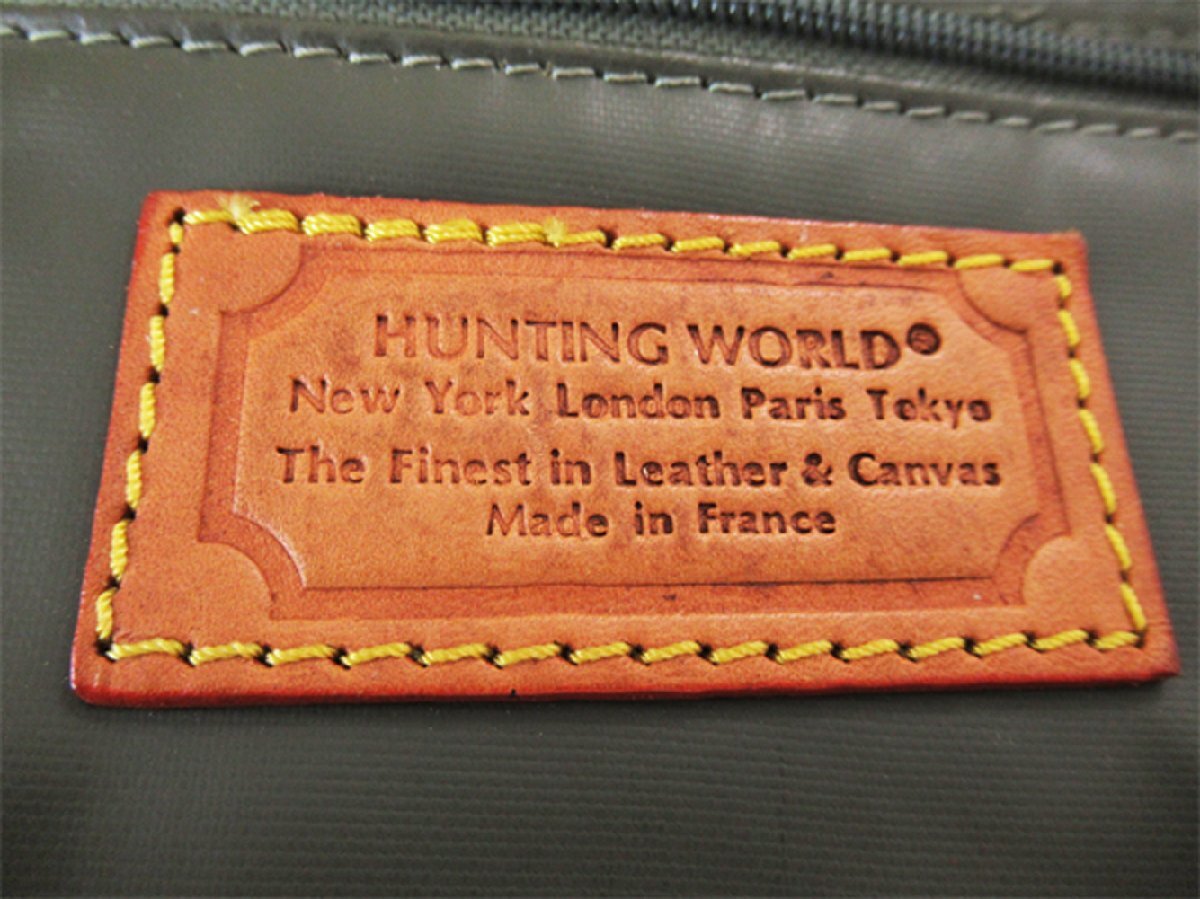 HUNTING WORLD®
New York London Paris Tokyo
The Finest in Leather & Canvas
Made in France